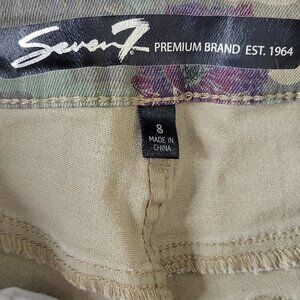 Seven7 PREMIUM BRAND EST. 1964
8
MADE IN
CHINA